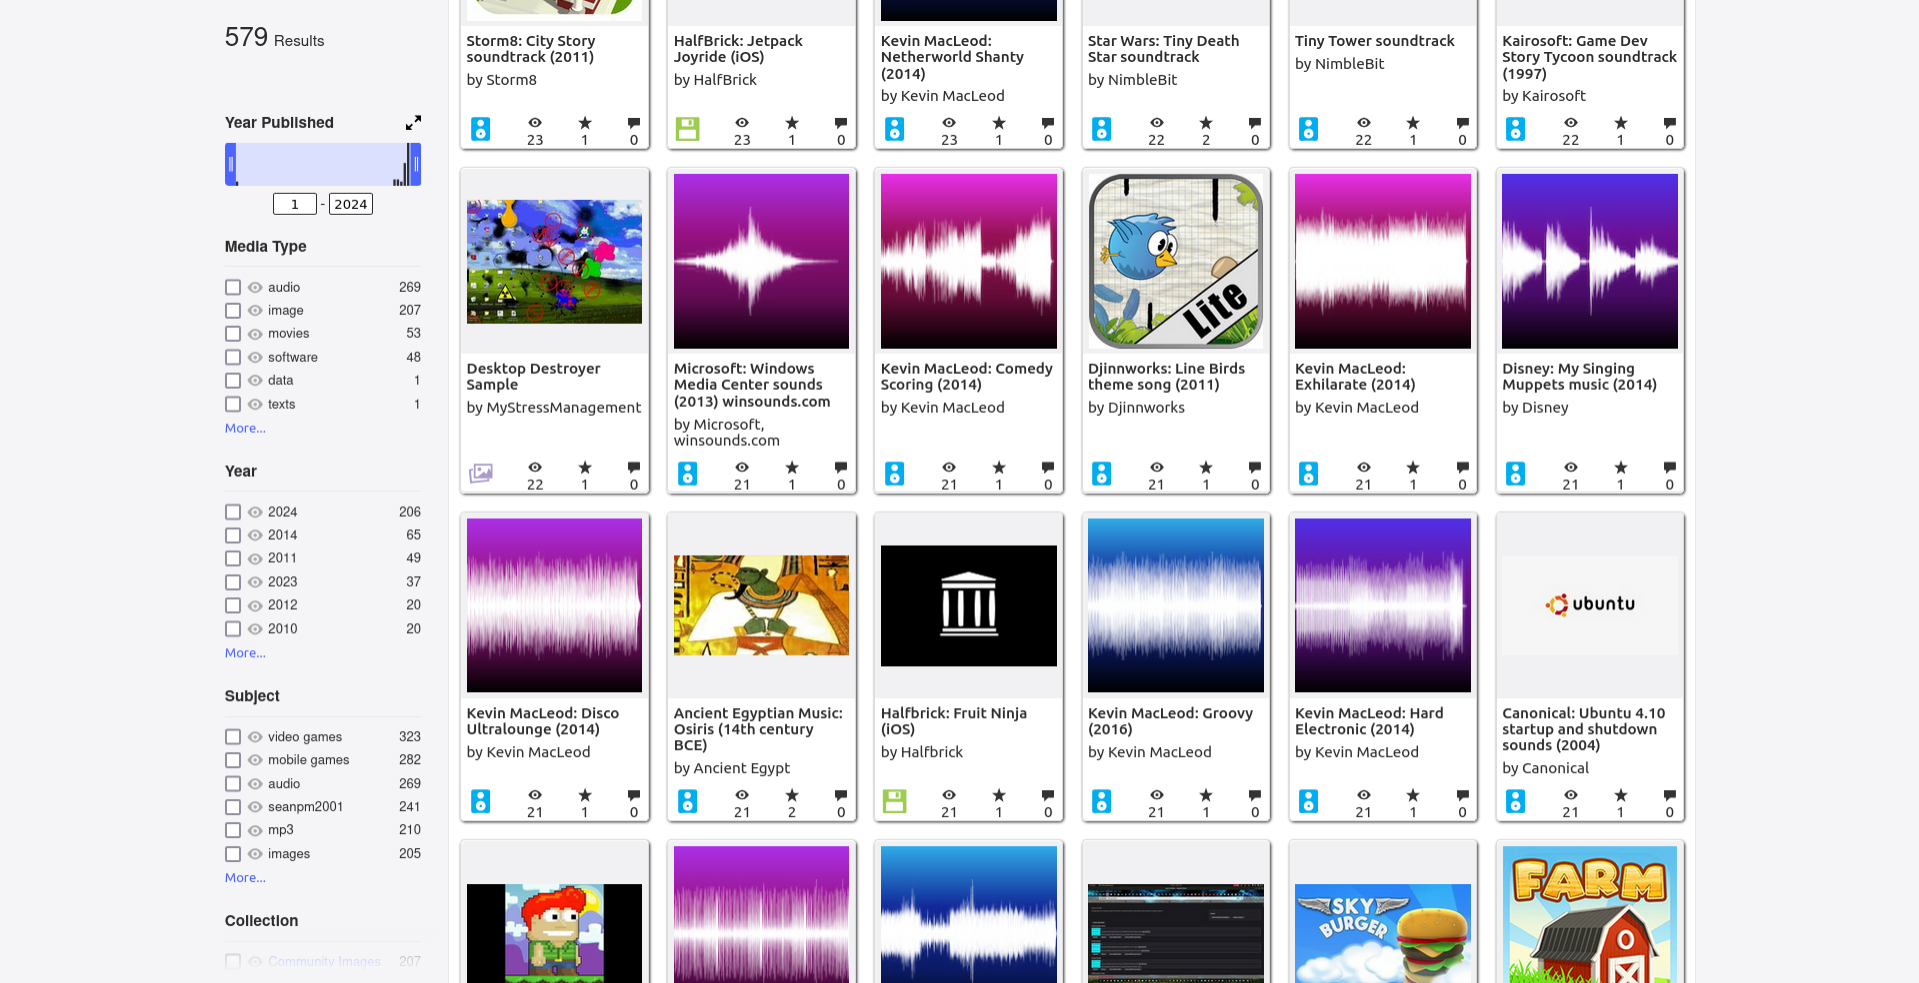 579 Results
Year Published
1 - 2024
Media Type
audio 269
image 207
movies 53
software 48
data 1
texts 1
More...
Year
2024 206
2014 65
2011 49
2023 37
2012 20
2010 20
More...
Subject
video games 323
mobile games 282
audio 269
seanpm2001 241
mp3 210
images 205
More...
Collection
Community Images 207
Storm8: City Story
soundtrack (2011)
by Storm8
23 1 0
HalfBrick: Jetpack
Joyride (iOS)
by HalfBrick
23 1 0
Kevin MacLeod:
Netherworld Shanty
(2014)
by Kevin MacLeod
23 1 0
Star Wars: Tiny Death
Star soundtrack
by NimbleBit
22 2 0
Tiny Tower soundtrack
by NimbleBit
22 1 0
Kairosoft: Game Dev
Story Tycoon soundtrack
(1997)
by Kairosoft
22 1 0
Desktop Destroyer
Sample
by MyStressManagement
22 1 0
Microsoft: Windows
Media Center sounds
(2013) winsounds.com
by Microsoft,
winsounds.com
21 1 0
Kevin MacLeod: Comedy
Scoring (2014)
by Kevin MacLeod
21 1 0
Lite
Djinnworks: Line Birds
theme song (2011)
by Djinnworks
21 1 0
Kevin MacLeod:
Exhilarate (2014)
by Kevin MacLeod
21 1 0
Disney: My Singing
Muppets music (2014)
by Disney
21 1 0
Kevin MacLeod: Disco
Ultralounge (2014)
by Kevin MacLeod
21 1 0
Ancient Egyptian Music:
Osiris (14th century
BCE)
by Ancient Egypt
21 2 0
Halfbrick: Fruit Ninja
(iOS)
by Halfbrick
21 1 0
Kevin MacLeod: Groovy
(2016)
by Kevin MacLeod
21 1 0
Kevin MacLeod: Hard
Electronic (2014)
by Kevin MacLeod
21 1 0
ubuntu
Canonical: Ubuntu 4.10
startup and shutdown
sounds (2004)
by Canonical
21 1 0
SKY
BURGER
FARM